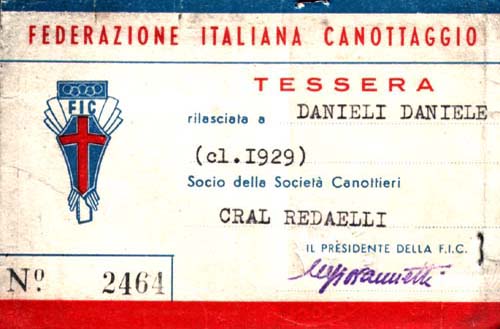 FEDERAZIONE ITALIANA CANOTTAGGIO
FIC
TESSERA
rilasciata a DANIELI DANIELE
(cl.I929)
Socio della Società Canottieri
CRAL REDAELLI
IL PRESIDENTE DELLA F.I.C.
Nº 2464